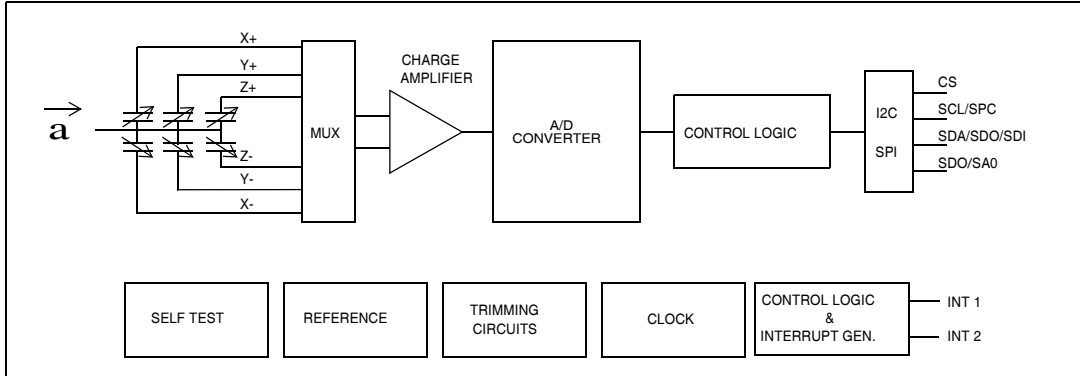 X+
Y+
Z+
a
Z-
Y-
X-
MUX
CHARGE
AMPLIFIER
A/D
CONVERTER
CONTROL LOGIC
I2C
SPI
CS
SCL/SPC
SDA/SDO/SDI
SDO/SA0
SELF TEST
REFERENCE
TRIMMING
CIRCUITS
CLOCK
CONTROL LOGIC
&
INTERRUPT GEN.
INT 1
INT 2